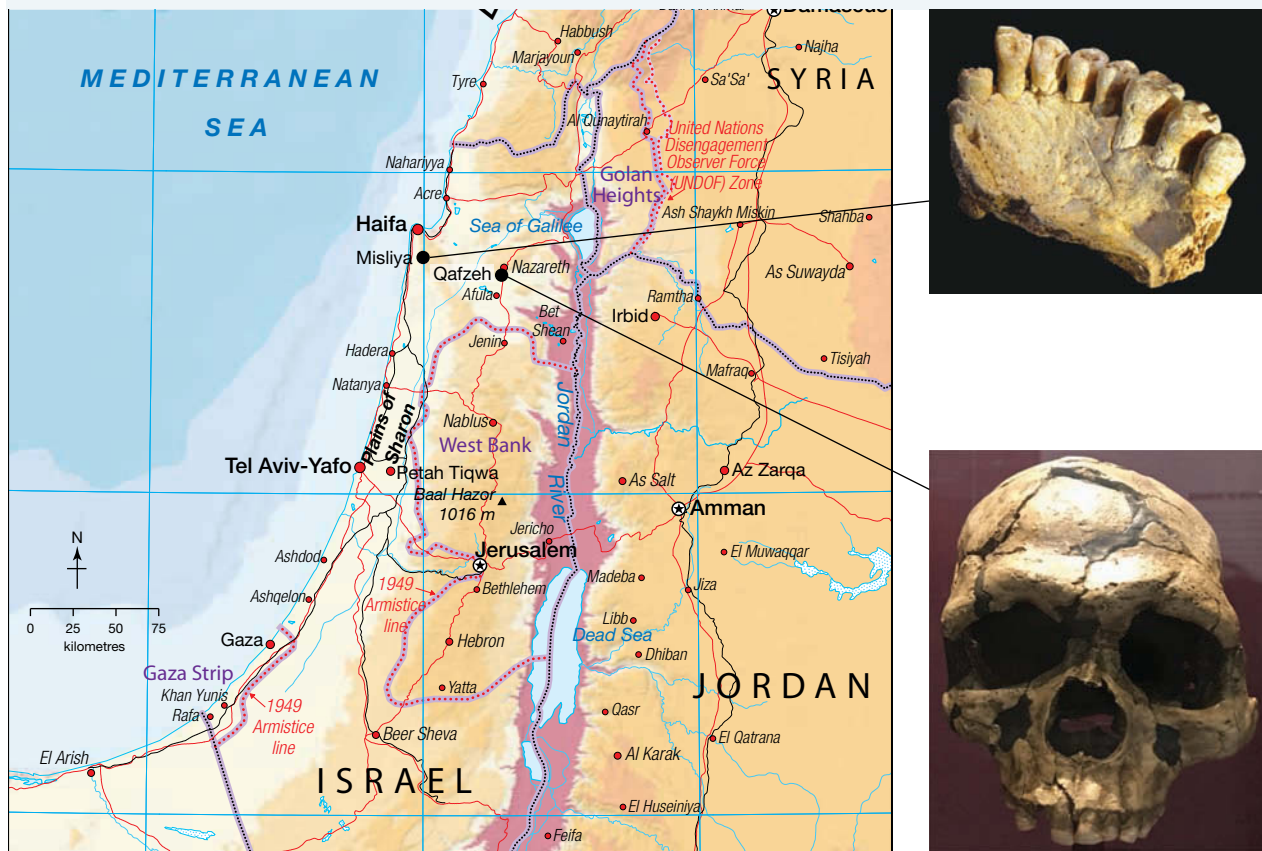 Damascus
Habbush
Marjayoun
Najha
MEDITERRANEAN
SEA
SYRIA
Tyre
Sa'Sa'
Al Qunaytirah
United Nations
Disengagement
Observer Force
(UNDOF) Zone
Nahariyya
Golan
Heights
Acre
Ash Shaykh Miskin
Shahba
Haifa
Sea of Galilee
Misliya
Qafzeh
Nazareth
As Suwayda
Afula
Ramtha
Irbid
Bet
Shean
Jenin
Hadera
Tisiyah
Mafraq
Natanya
Jordan
River
Plains of
Sharon
Nablus
West Bank
Tel Aviv-Yafo
Petah Tiqwa
Az Zarqa
As Salt
Baal Hazor
1016 m
Amman
N
Jericho
Jerusalem
El Muwaqqar
Ashdod
Madeba
Jiza
1949
Armistice
line
Bethlehem
Ashqelon
0 25 50 75
kilometres
Libb
Dead Sea
Gaza
Hebron
Dhiban
Gaza Strip
Yatta
JORDAN
Khan Yunis
Rafa
1949
Armistice
line
Qasr
Beer Sheva
El Qatrana
El Arish
Al Karak
ISRAEL
El Huseiniya
Feifa